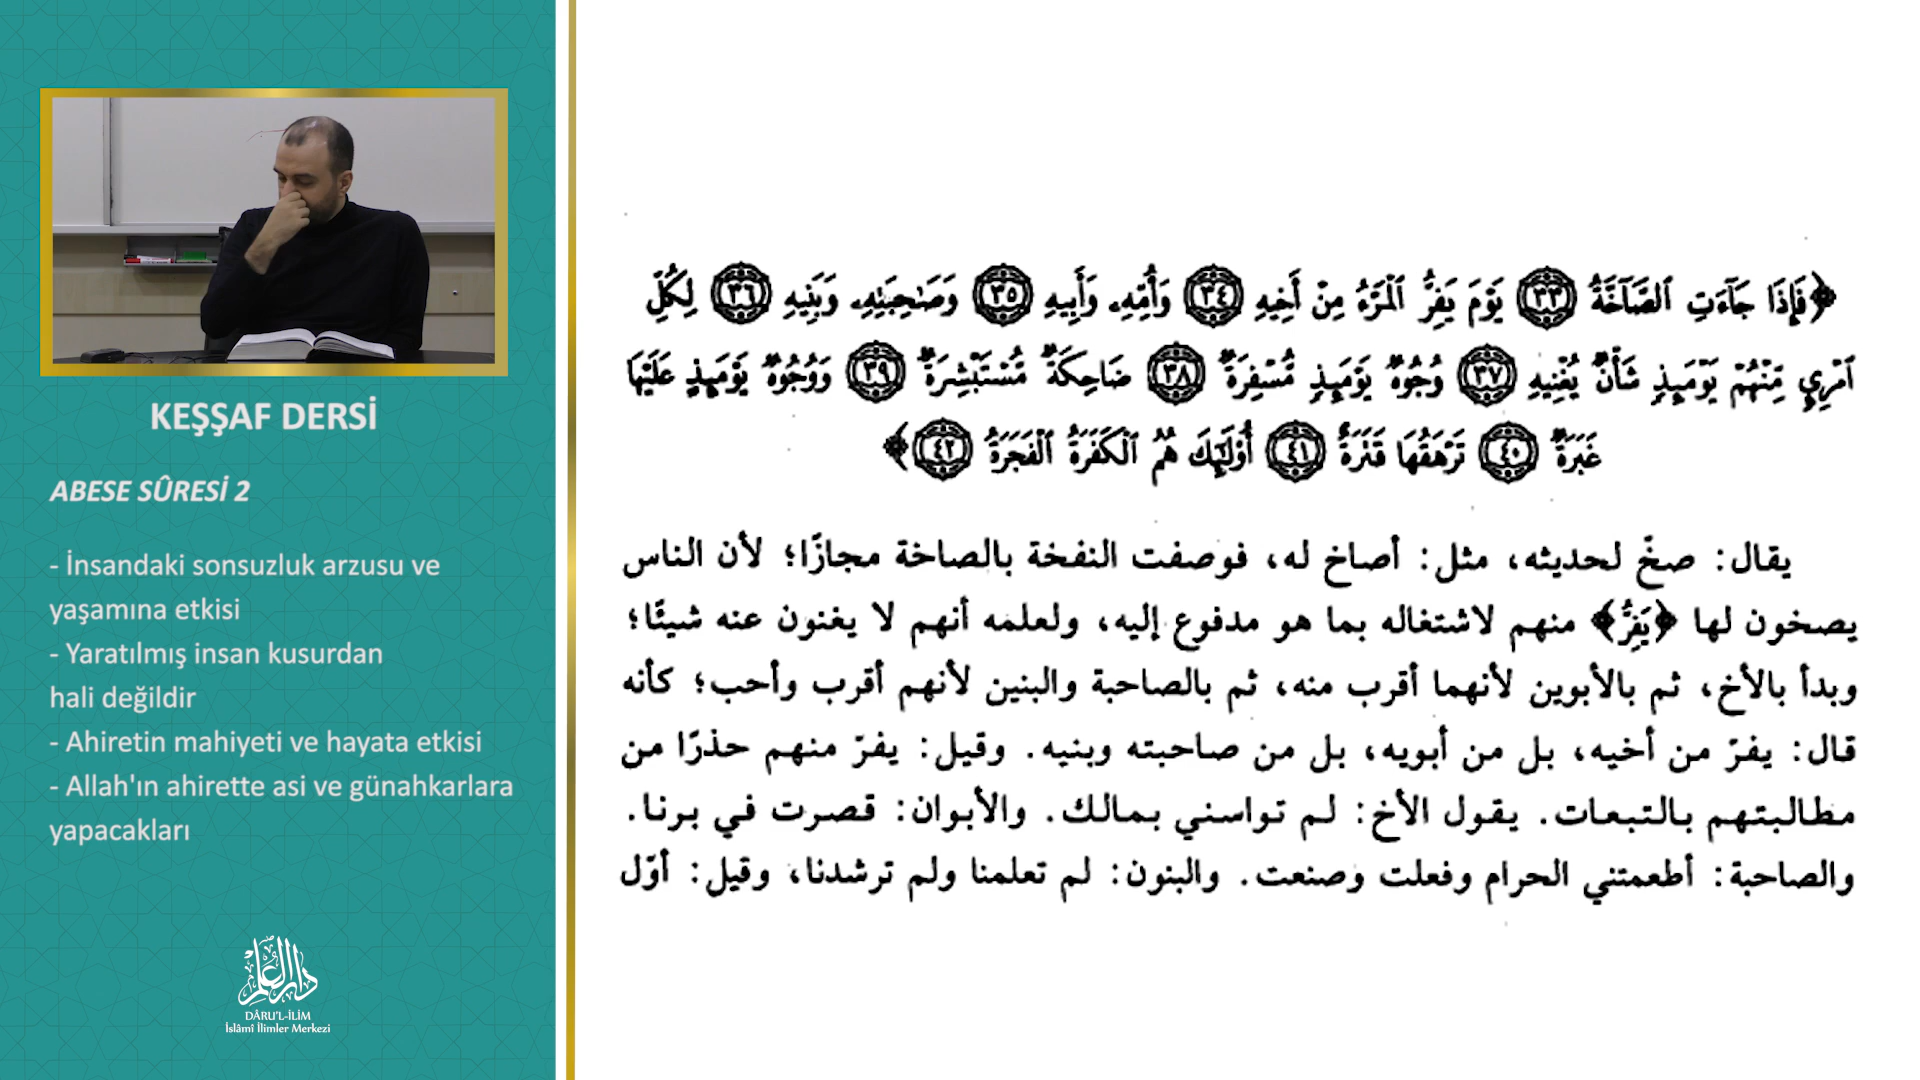 KEŞŞAF DERSİ
ABESE SÛRESİ 2
- İnsandaki sonsuzluk arzusu ve
yaşamına etkisi
- Yaratılmış insan kusurdan
hali değildir
- Ahiretin mahiyeti ve hayata etkisi
- Allah'ın ahirette asi ve günahkarlara
yapacakları
دار العلم
DÂRU'L-İLİM
İslâmî İlimler Merkezi
﴿فَإِذَا جَآءَتِ ٱلصَّآخَّةُ ٣٣ يَوْمَ يَفِرُّ ٱلْمَرْءُ مِنْ أَخِيهِ ٣٤ وَأُمِّهِۦ وَأَبِيهِ ٣٥ وَصَٰحِبَتِهِۦ وَبَنِيهِ ٣٦ لِكُلِّ
ٱمْرِئٍ مِّنْهُمْ يَوْمَئِذٍ شَأْنٌ يُغْنِيهِ ٣٧ وُجُوهٌ يَوْمَئِذٍ مُّسْفِرَةٌ ٣٨ ضَاحِكَةٌ مُّسْتَبْشِرَةٌ ٣٩ وَوُجُوهٌ يَوْمَئِذٍ عَلَيْهَا
غَبَرَةٌ ٤٠ تَرْهَقُهَا قَتَرَةٌ ٤١ أُوْلَٰٓئِكَ هُمُ ٱلْكَفَرَةُ ٱلْفَجَرَةُ ٤٢﴾
يقال: صخّ لحديثه، مثل: أصاخ له، فوصفت النفخة بالصاخة مجازًا؛ لأن الناس
يصخون لها ﴿يَفِرُّ﴾ منهم لاشتغاله بما هو مدفوع إليه، ولعلمه أنهم لا يغنون عنه شيئًا؛
وبدأ بالأخ، ثم بالأبوين لأنهما أقرب منه، ثم بالصاحبة والبنين لأنهم أقرب وأحب؛ كأنه
قال: يفرّ من أخيه، بل من أبويه، بل من صاحبته وبنيه. وقيل: يفرّ منهم حذرًا من
مطالبتهم بالتبعات. يقول الأخ: لم تواسني بمالك. والأبوان: قصرت في برنا.
والصاحبة: أطعمتني الحرام وفعلت وصنعت. والبنون: لم تعلمنا ولم ترشدنا، وقيل: أوّل